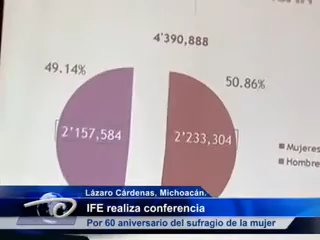 4'390,888
49.14%
50.86%
2'157,584
2'233,304
Mujeres
Hombre
Lázaro Cárdenas, Michoacán.
IFE realiza conferencia
Por 60 aniversario del sufragio de la mujer